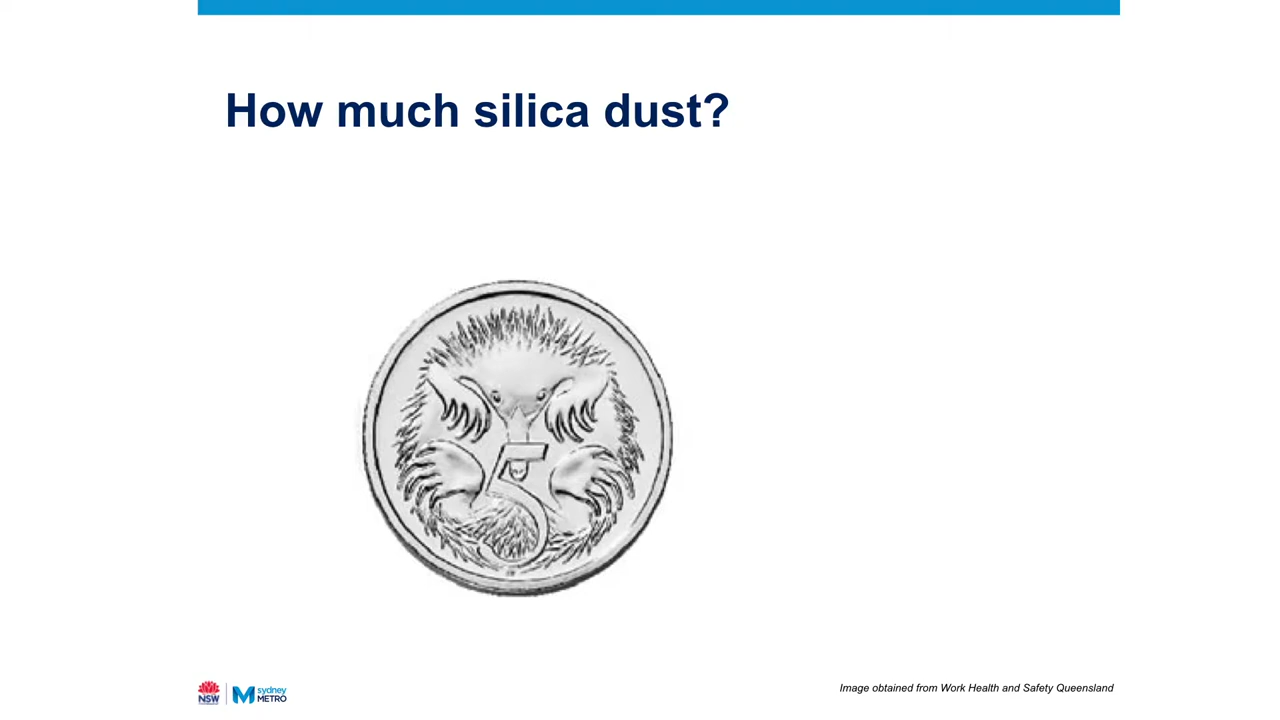 How much silica dust?
5
NSW
sydney
METRO
Image obtained from Work Health and Safety Queensland